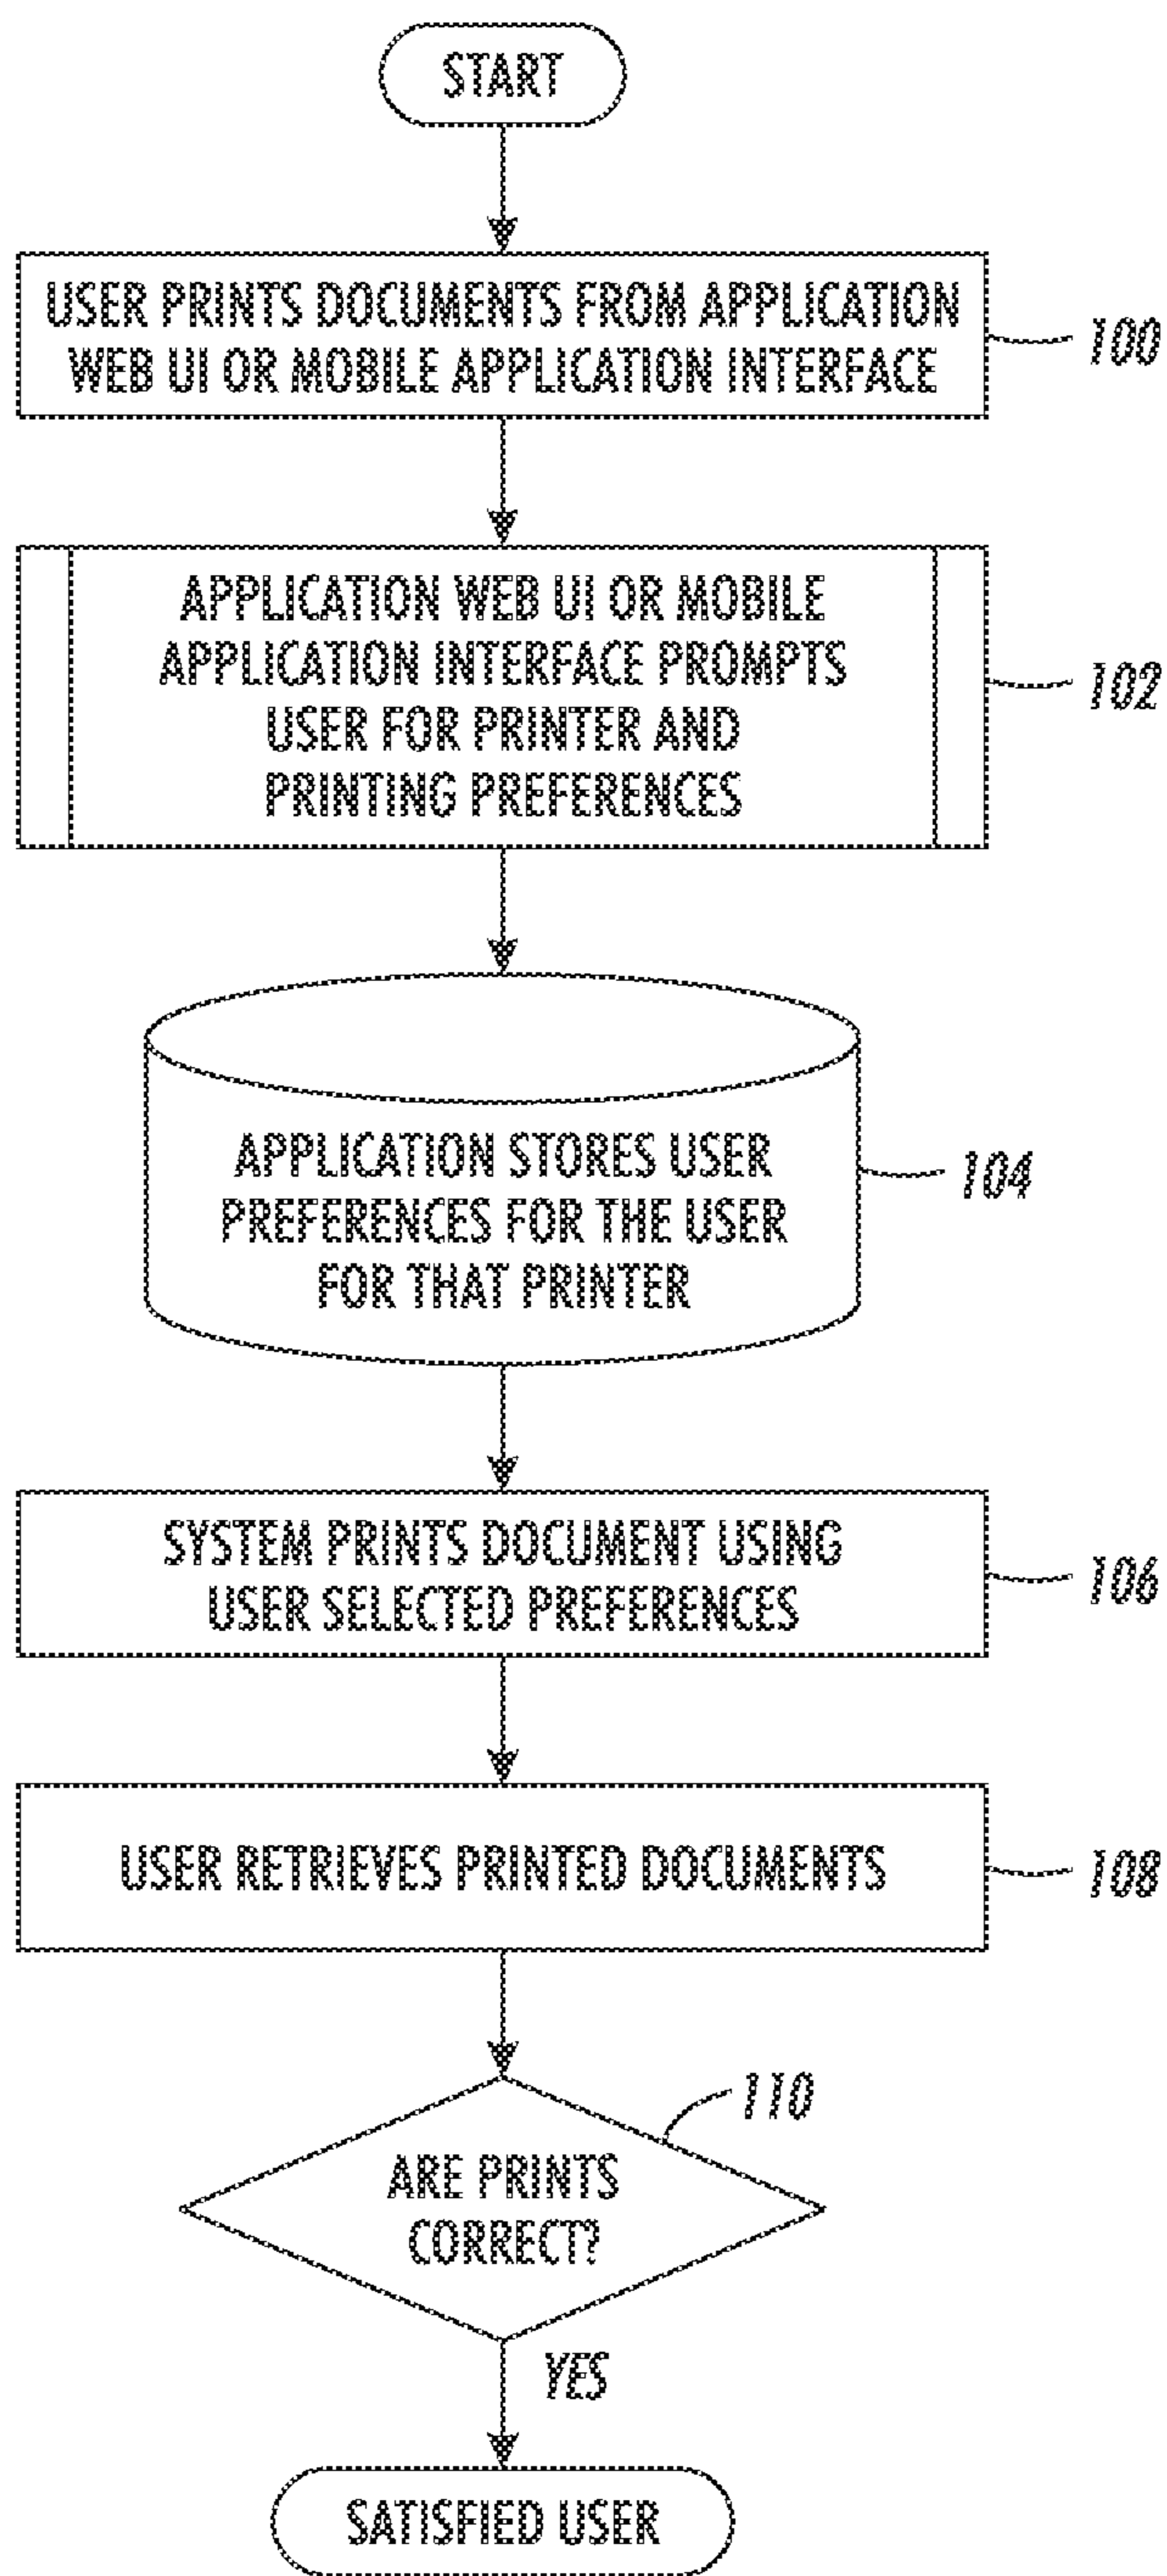 START
USER PRINTS DOCUMENTS FROM APPLICATION
WEB UI OR MOBILE APPLICATION INTERFACE
100
APPLICATION WEB UI OR MOBILE
APPLICATION INTERFACE PROMPTS
USER FOR PRINTER AND
PRINTING PREFERENCES
102
APPLICATION STORES USER
PREFERENCES FOR THE USER
FOR THAT PRINTER
104
SYSTEM PRINTS DOCUMENT USING
USER SELECTED PREFERENCES
106
USER RETRIEVES PRINTED DOCUMENTS
108
110
ARE PRINTS
CORRECT?
YES
SATISFIED USER